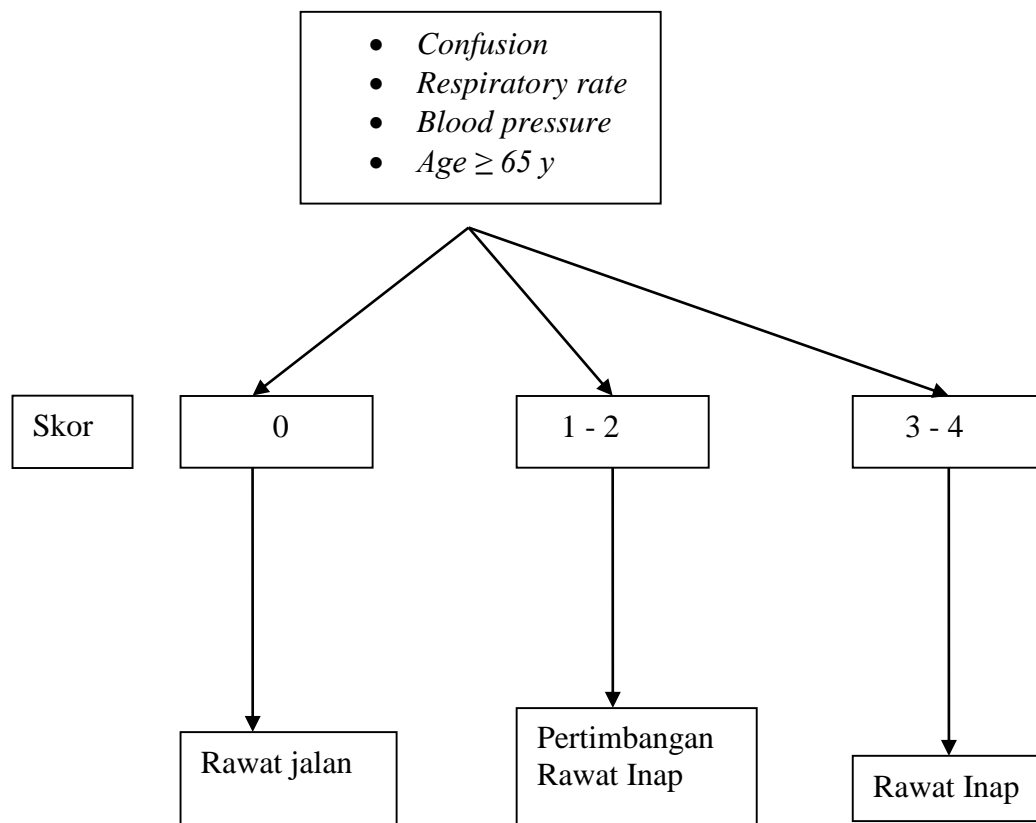 • Confusion
• Respiratory rate
• Blood pressure
• Age ≥ 65 y
Skor
0
1 - 2
3 - 4
Rawat jalan
Pertimbangan
Rawat Inap
Rawat Inap